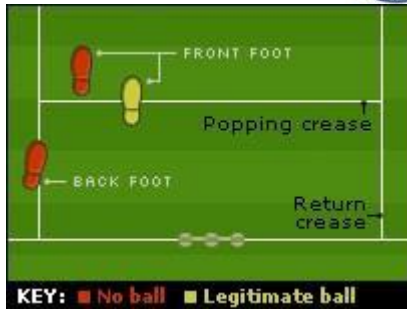 FRONT FOOT
Popping crease
BACK FOOT
Return
crease
KEY: No ball Legitimate ball